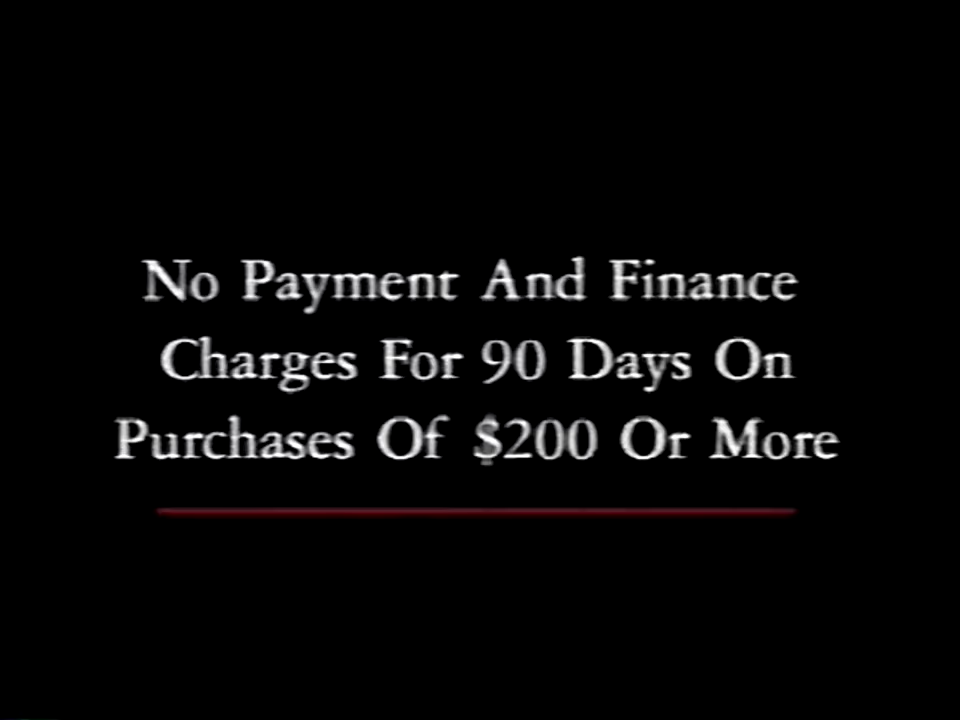 No Payment And Finance
Charges For 90 Days On
Purchases Of $200 Or More